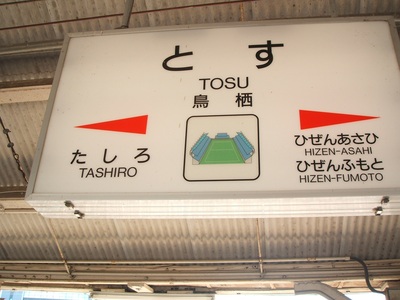 とす
TOSU
鳥栖
たしろ
TASHIRO
ひぜんあさひ
HIZEN-ASAHI
ひぜんふもと
HIZEN-FUMOTO